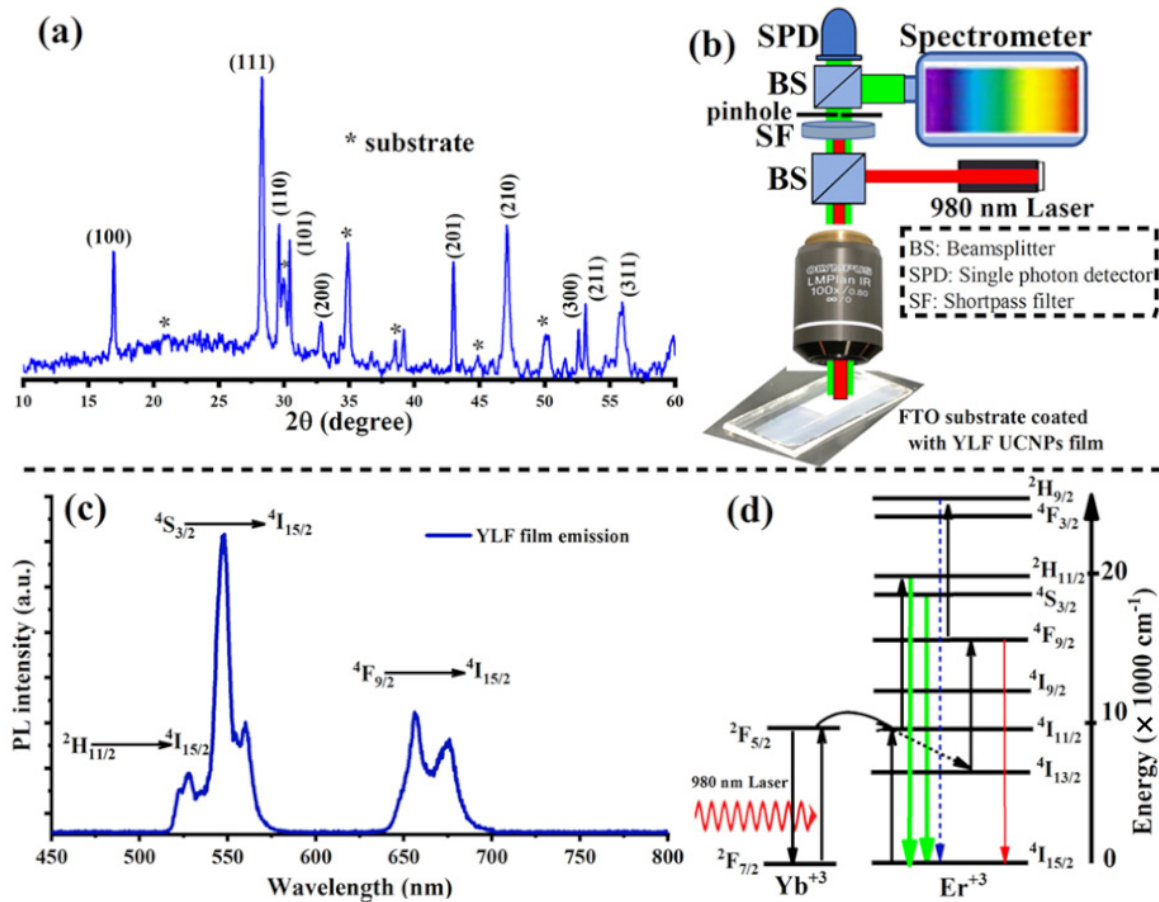 (a)
(111)
* substrate
(100)
(110)
(101)
(200)
(201)
(210)
(300)
(211)
(311)
*
*
*
*
*
*
10 15 20 25 30 35 40 45 50 55 60
2θ (degree)
(b)
SPD
Spectrometer
BS
pinhole
SF
BS
980 nm Laser
BS: Beamsplitter
SPD: Single photon detector
SF: Shortpass filter
OLYMPUS
LMPlan IR
100x/0.80
∞/0
FTO substrate coated
with YLF UCNPs film
(c)
⁴S₃/₂ ⟶ ⁴I₁₅/₂
YLF film emission
⁴F₉/₂ ⟶ ⁴I₁₅/₂
²H₁₁/₂ ⟶ ⁴I₁₅/₂
PL intensity (a.u.)
450 500 550 600 650 700 750 800
Wavelength (nm)
(d)
²H₉/₂
⁴F₃/₂
²H₁₁/₂
⁴S₃/₂
⁴F₉/₂
⁴I₉/₂
⁴I₁₁/₂
⁴I₁₃/₂
⁴I₁₅/₂
20
10
0
Energy (× 1000 cm⁻¹)
²F₅/₂
980 nm Laser
²F₇/₂
Yb⁺³
Er⁺³